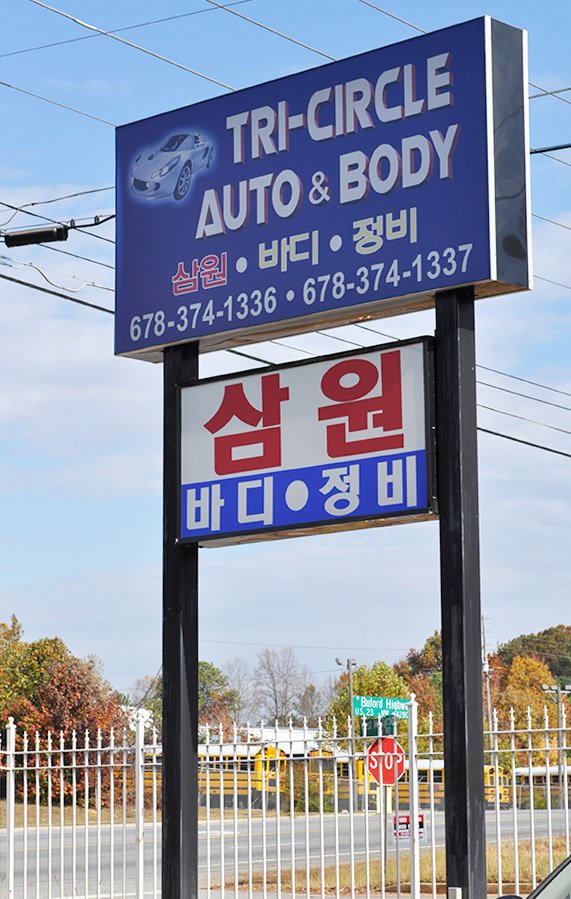 TRI-CIRCLE
AUTO & BODY
삼원 • 바디 • 정비
678-374-1336 • 678-374-1337
삼원
바디•정비
Buford Highway
U.S. 23
STOP